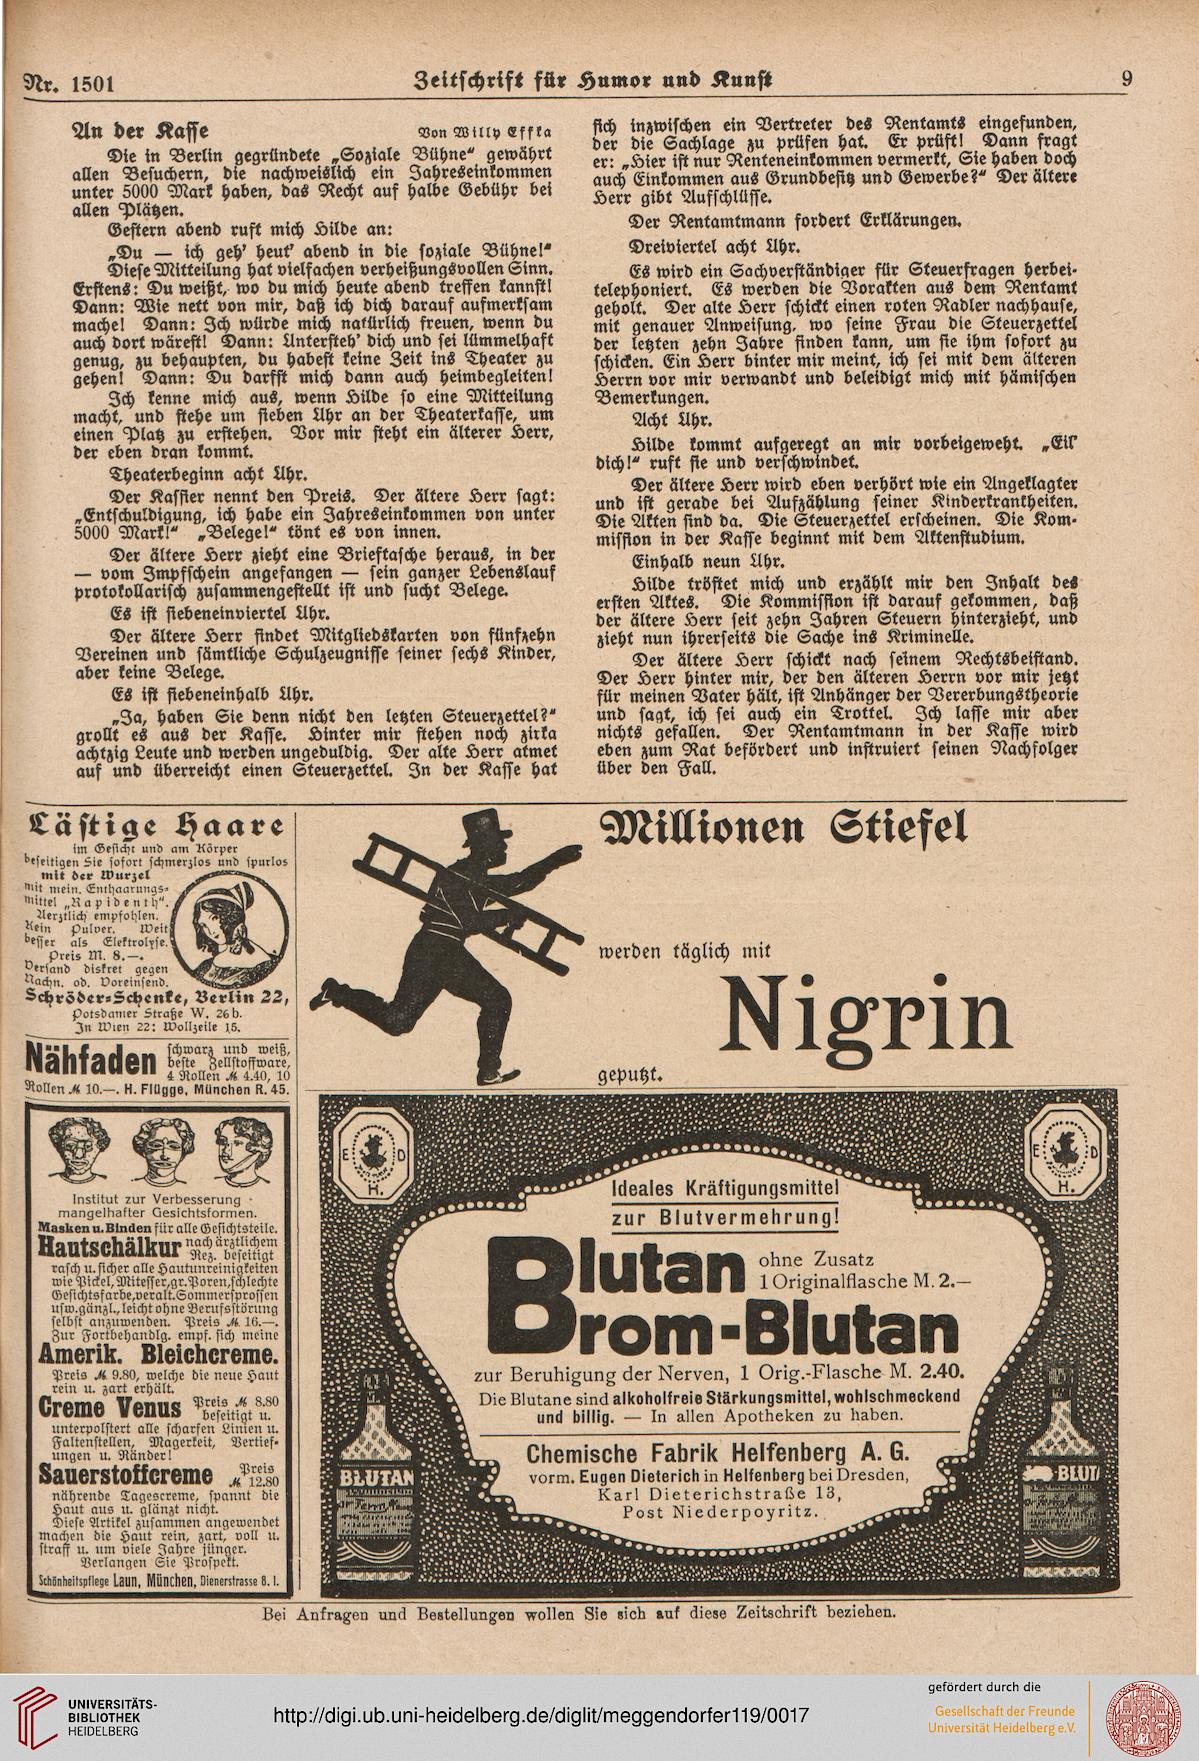 Nr. 1501
Zeitschrift für Humor und Kunst
9
An der Kasse
Von Willy Effka
Die in Berlin gegründete „Soziale Bühne“ gewährt
allen Besuchern, die nachweislich ein Jahreseinkommen
unter 5000 Mark haben, das Recht auf halbe Gebühr bei
allen Plätzen.
Gestern abend ruft mich Hilde an:
„Du — ich geh’ heut’ abend in die soziale Bühne!“
Diese Mitteilung hat vielfachen verheißungsvollen Sinn.
Erstens: Du weißt, wo du mich heute abend treffen kannst!
Dann: Wie nett von mir, daß ich dich darauf aufmerksam
mache! Dann: Ich würde mich natürlich freuen, wenn du
auch dort wärest! Dann: Untersteh’ dich und sei lümmelhaft
genug, zu behaupten, du habest keine Zeit ins Theater zu
gehen! Dann: Du darfst mich dann auch heimbegleiten!
Ich kenne mich aus, wenn Hilde so eine Mitteilung
macht, und stehe um sieben Uhr an der Theaterkasse, um
einen Platz zu erstehen. Vor mir steht ein älterer Herr,
der eben dran kommt.
Theaterbeginn acht Uhr.
Der Kassier nennt den Preis. Der ältere Herr sagt:
„Entschuldigung, ich habe ein Jahreseinkommen von unter
5000 Mark!“ „Belege!“ tönt es von innen.
Der ältere Herr zieht eine Brieftasche heraus, in der
— vom Impfschein angefangen — sein ganzer Lebenslauf
protokollarisch zusammengestellt ist und sucht Belege.
Es ist siebeneinviertel Uhr.
Der ältere Herr findet Mitgliedskarten von fünfzehn
Vereinen und sämtliche Schulzeugnisse seiner sechs Kinder,
aber keine Belege.
Es ist siebeneinhalb Uhr.
„Ja, haben Sie denn nicht den letzten Steuerzettel?“
grollt es aus der Kasse. Hinter mir stehen noch zirka
achtzig Leute und werden ungeduldig. Der alte Herr atmet
auf und überreicht einen Steuerzettel. In der Kasse hat
sich inzwischen ein Vertreter des Rentamts eingefunden,
der die Sachlage zu prüfen hat. Er prüft! Dann fragt
er: „Hier ist nur Renteneinkommen vermerkt, Sie haben doch
auch Einkommen aus Grundbesitz und Gewerbe?“ Der ältere
Herr gibt Aufschlüsse.
Der Rentamtmann fordert Erklärungen.
Dreiviertel acht Uhr.
Es wird ein Sachverständiger für Steuerfragen herbei-
telephoniert. Es werden die Vorakten aus dem Rentamt
geholt. Der alte Herr schickt einen roten Radler nachhause,
mit genauer Anweisung, wo seine Frau die Steuerzettel
der letzten zehn Jahre finden kann, um sie ihm sofort zu
schicken. Ein Herr hinter mir meint, ich sei mit dem älteren
Herrn vor mir verwandt und beleidigt mich mit hämischen
Bemerkungen.
Acht Uhr.
Hilde kommt aufgeregt an mir vorbeigeweht. „Eil’
dich!“ ruft sie und verschwindet.
Der ältere Herr wird eben verhört wie ein Angeklagter
und ist gerade bei Aufzählung seiner Kinderkrankheiten.
Die Akten sind da. Die Steuerzettel erscheinen. Die Kom-
mission in der Kasse beginnt mit dem Aktenstudium.
Einhalb neun Uhr.
Hilde tröstet mich und erzählt mir den Inhalt des
ersten Aktes. Die Kommission ist darauf gekommen, daß
der ältere Herr seit zehn Jahren Steuern hinterzieht, und
zieht nun ihrerseits die Sache ins Kriminelle.
Der ältere Herr schickt nach seinem Rechtsbeistand.
Der Herr hinter mir, der den älteren Herrn vor mir jetzt
für meinen Vater hält, ist Anhänger der Vererbungstheorie
und sagt, ich sei auch ein Trottel. Ich lasse mir aber
nichts gefallen. Der Rentamtmann in der Kasse wird
eben zum Rat befördert und instruiert seinen Nachfolger
über den Fall.
Lästige Haare
im Gesicht und am Körper
beseitigen Sie sofort schmerzlos und spurlos
mit der Wurzel
mit mein. Enthaarungs-
mittel „Rapidenth“.
Aerztlich empfohlen.
Kein Pulver. Weit
besser als Elektrolyse.
Preis M. 8.—.
Versand diskret gegen
Nachn. od. Voreinsend.
Schröder-Schenke, Berlin 22,
Potsdamer Straße W. 26 b.
In Wien 22: Wollzeile 15.
Nähfaden schwarz und weiß,
beste Zellstoffware,
4 Rollen ℳ 4.40, 10
Rollen ℳ 10.—. H. Flügge, München R. 45.
Institut zur Verbesserung
mangelhafter Gesichtsformen.
Masken u. Binden für alle Gesichtsteile.
Hautschälkur nach ärztlichem
Rez. beseitigt
rasch u. sicher alle Hautunreinigkeiten
wie Pickel, Mitesser, gr. Poren, schlechte
Gesichtsfarbe, veralt. Sommersprossen
usw. gänzl., leicht ohne Berufsstörung
selbst anzuwenden. Preis ℳ 16.—.
Zur Fortbehandlg. empf. sich meine
Amerik. Bleichcreme.
Preis ℳ 9.80, welche die neue Haut
rein u. zart erhält.
Creme Venus Preis ℳ 8.80
beseitigt u.
unterpolstert alle scharfen Linien u.
Faltenstellen, Magerkeit, Vertief-
ungen u. Ränder!
Sauerstoffcreme Preis
ℳ 12.80
nährende Tagescreme, spannt die
Haut aus u. glänzt nicht.
Diese Artikel zusammen angewendet
machen die Haut rein, zart, voll u.
straff u. um viele Jahre jünger.
Verlangen Sie Prospekt.
Schönheitspflege Laun, München, Dienerstrasse 8. I.
Millionen Stiefel
werden täglich mit
Nigrin
geputzt.
E D
H.
E D
H.
Ideales Kräftigungsmittel
zur Blutvermehrung!
Blutan ohne Zusatz
1 Originalflasche M. 2.—
Brom-Blutan
zur Beruhigung der Nerven, 1 Orig.-Flasche M. 2.40.
Die Blutane sind alkoholfreie Stärkungsmittel, wohlschmeckend
und billig. — In allen Apotheken zu haben.
Chemische Fabrik Helfenberg A. G.
vorm. Eugen Dieterich in Helfenberg bei Dresden,
Karl Dieterichstraße 13,
Post Niederpoyritz.
BLUTAN
BLUT
Bei Anfragen und Bestellungen wollen Sie sich auf diese Zeitschrift beziehen.
UNIVERSITÄTS-
BIBLIOTHEK
HEIDELBERG
http://digi.ub.uni-heidelberg.de/diglit/meggendorfer119/0017
gefördert durch die
Gesellschaft der Freunde
Universität Heidelberg e.V.